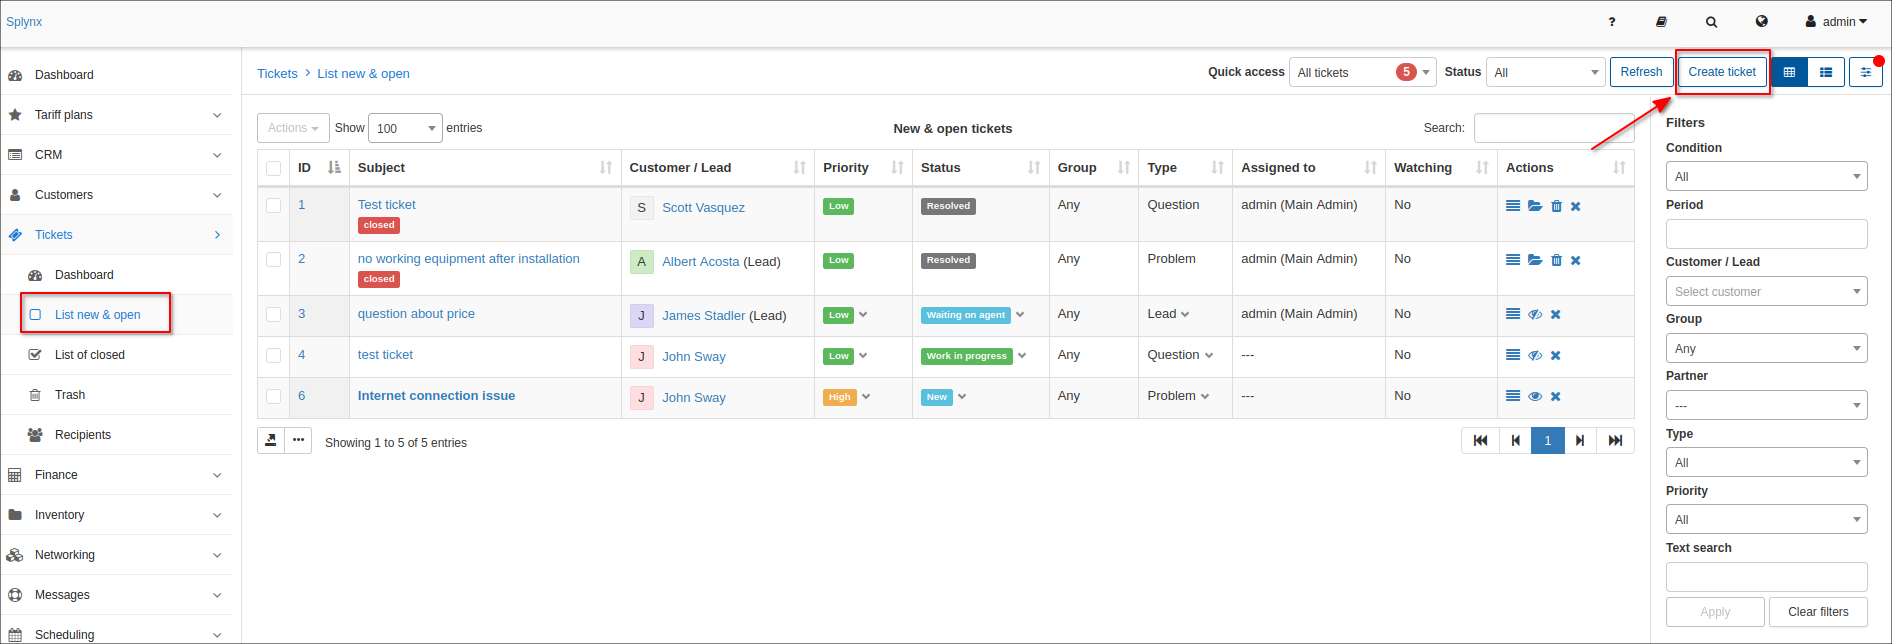 Splynx
? admin
Dashboard
Tariff plans
CRM
Customers
Tickets
Dashboard
List new & open
List of closed
Trash
Recipients
Finance
Inventory
Networking
Messages
Scheduling
Tickets > List new & open
Quick access All tickets 5 Status All Refresh Create ticket
Actions Show 100 entries New & open tickets Search:
ID Subject Customer / Lead Priority Status Group Type Assigned to Watching Actions
1 Test ticket closed S Scott Vasquez Low Resolved Any Question admin (Main Admin) No
2 no working equipment after installation closed A Albert Acosta (Lead) Low Resolved Any Problem admin (Main Admin) No
3 question about price J James Stadler (Lead) Low Waiting on agent Any Lead admin (Main Admin) No
4 test ticket J John Sway Low Work in progress Any Question --- No
6 Internet connection issue J John Sway High New Any Problem --- No
Showing 1 to 5 of 5 entries 1
Filters
Condition
All
Period
Customer / Lead
Select customer
Group
Any
Partner
---
Type
All
Priority
All
Text search
Apply Clear filters